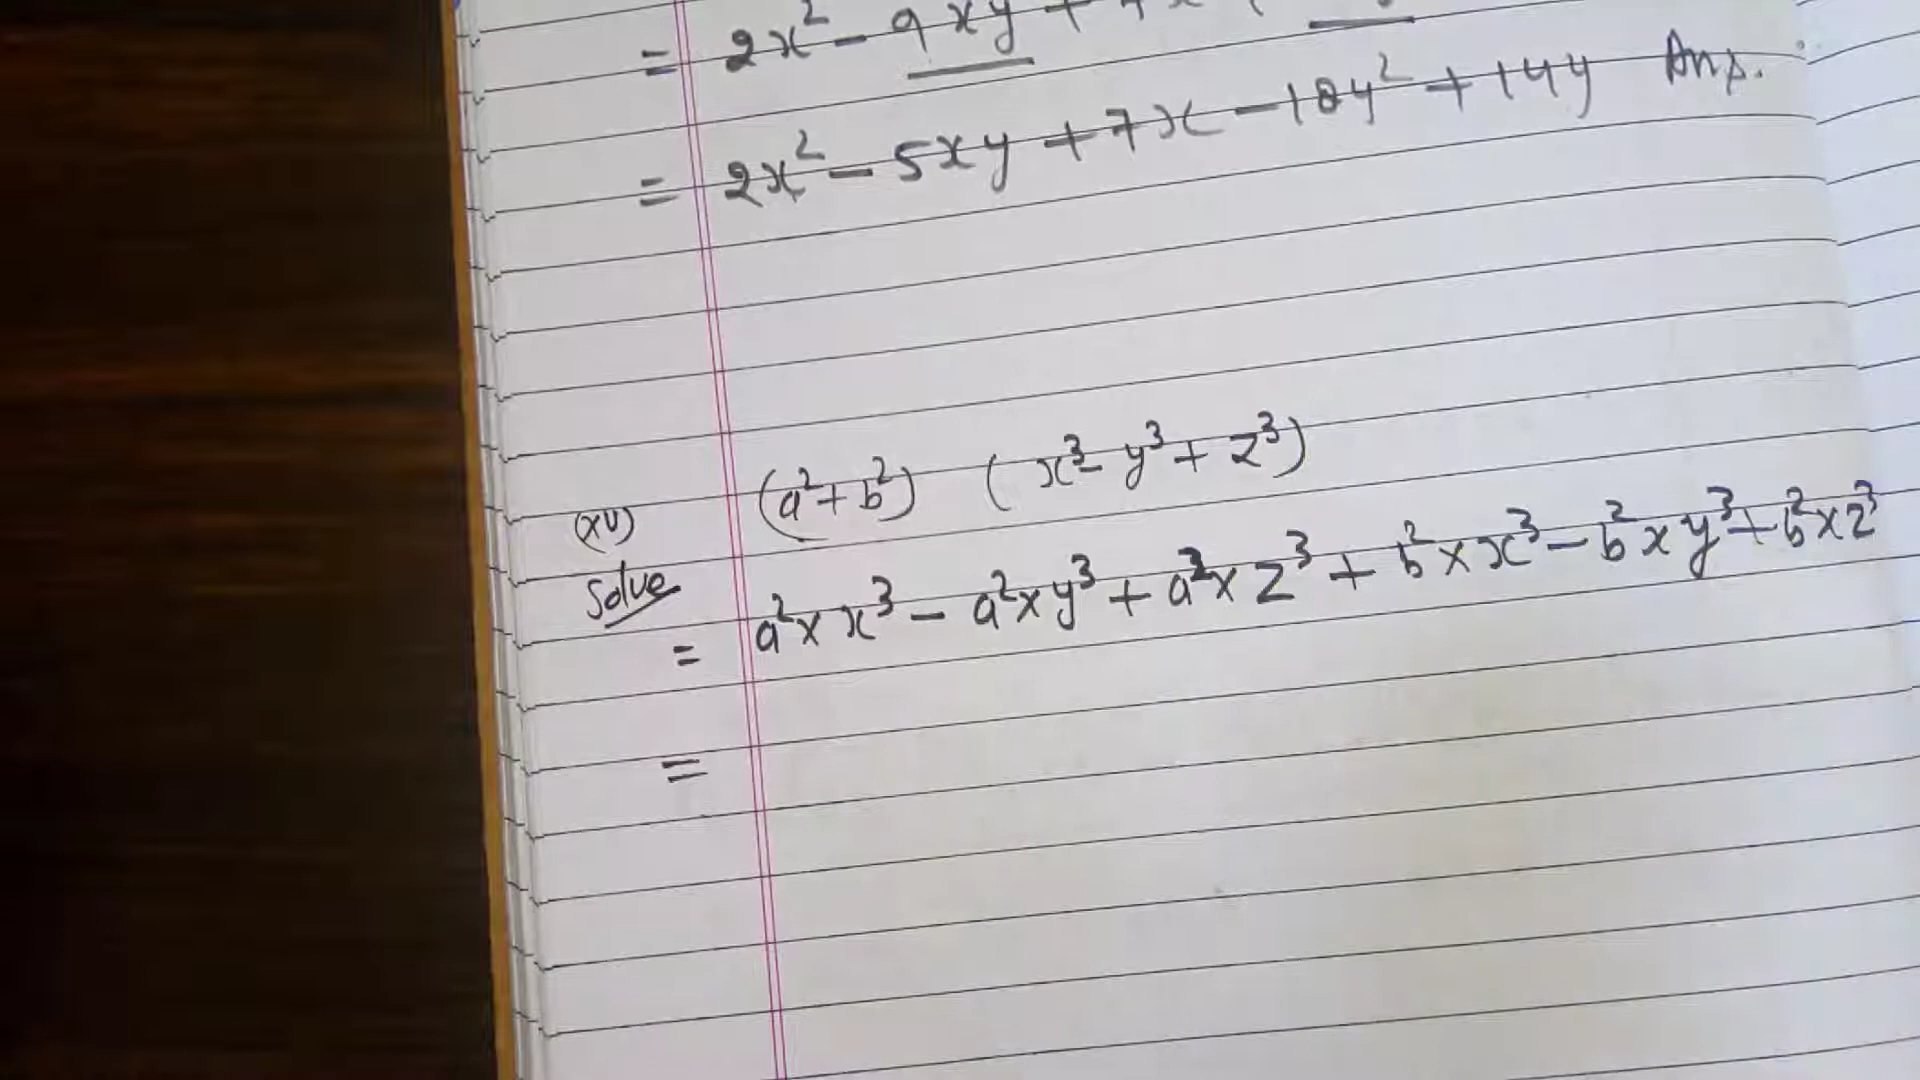 = 2x² - 9xy +
= 2x² - 5xy + 7x - 18y² + 14y Ans.
(xv) (a²+b²) (x³- y³+ z³)
Solve
= a²× x³ - a²×y³ + a²× z³ + b²× x³ - b²× y³ + b²× z³
=